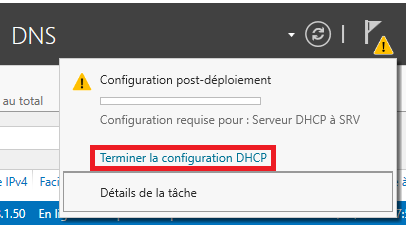 DNS
Configuration post-déploiement
au total
Configuration requise pour : Serveur DHCP à SRV
Terminer la configuration DHCP
IPv4 Faci
Détails de la tâche
.1.50 En lig